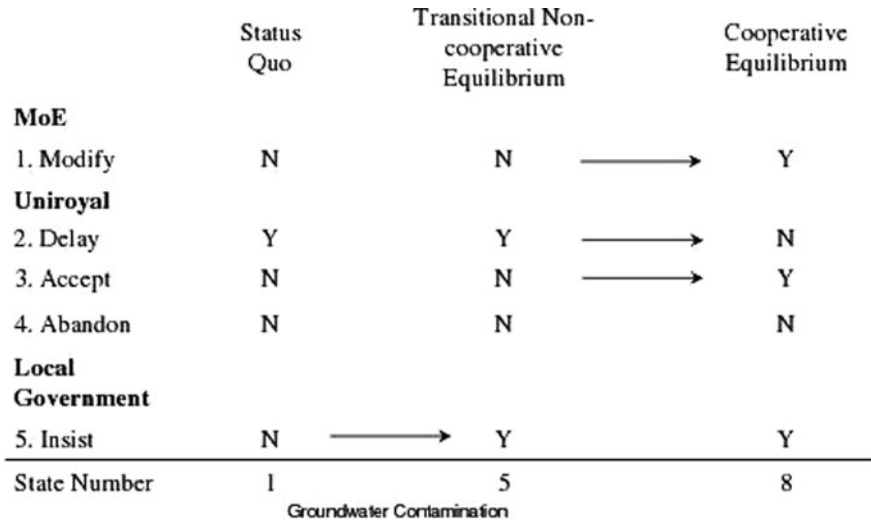 Status Quo
Transitional Non-cooperative Equilibrium
Cooperative Equilibrium
MoE
1. Modify N N Y
Uniroyal
2. Delay Y Y N
3. Accept N N Y
4. Abandon N N N
Local
Government
5. Insist N Y Y
State Number 1 5 8
Groundwater Contamination